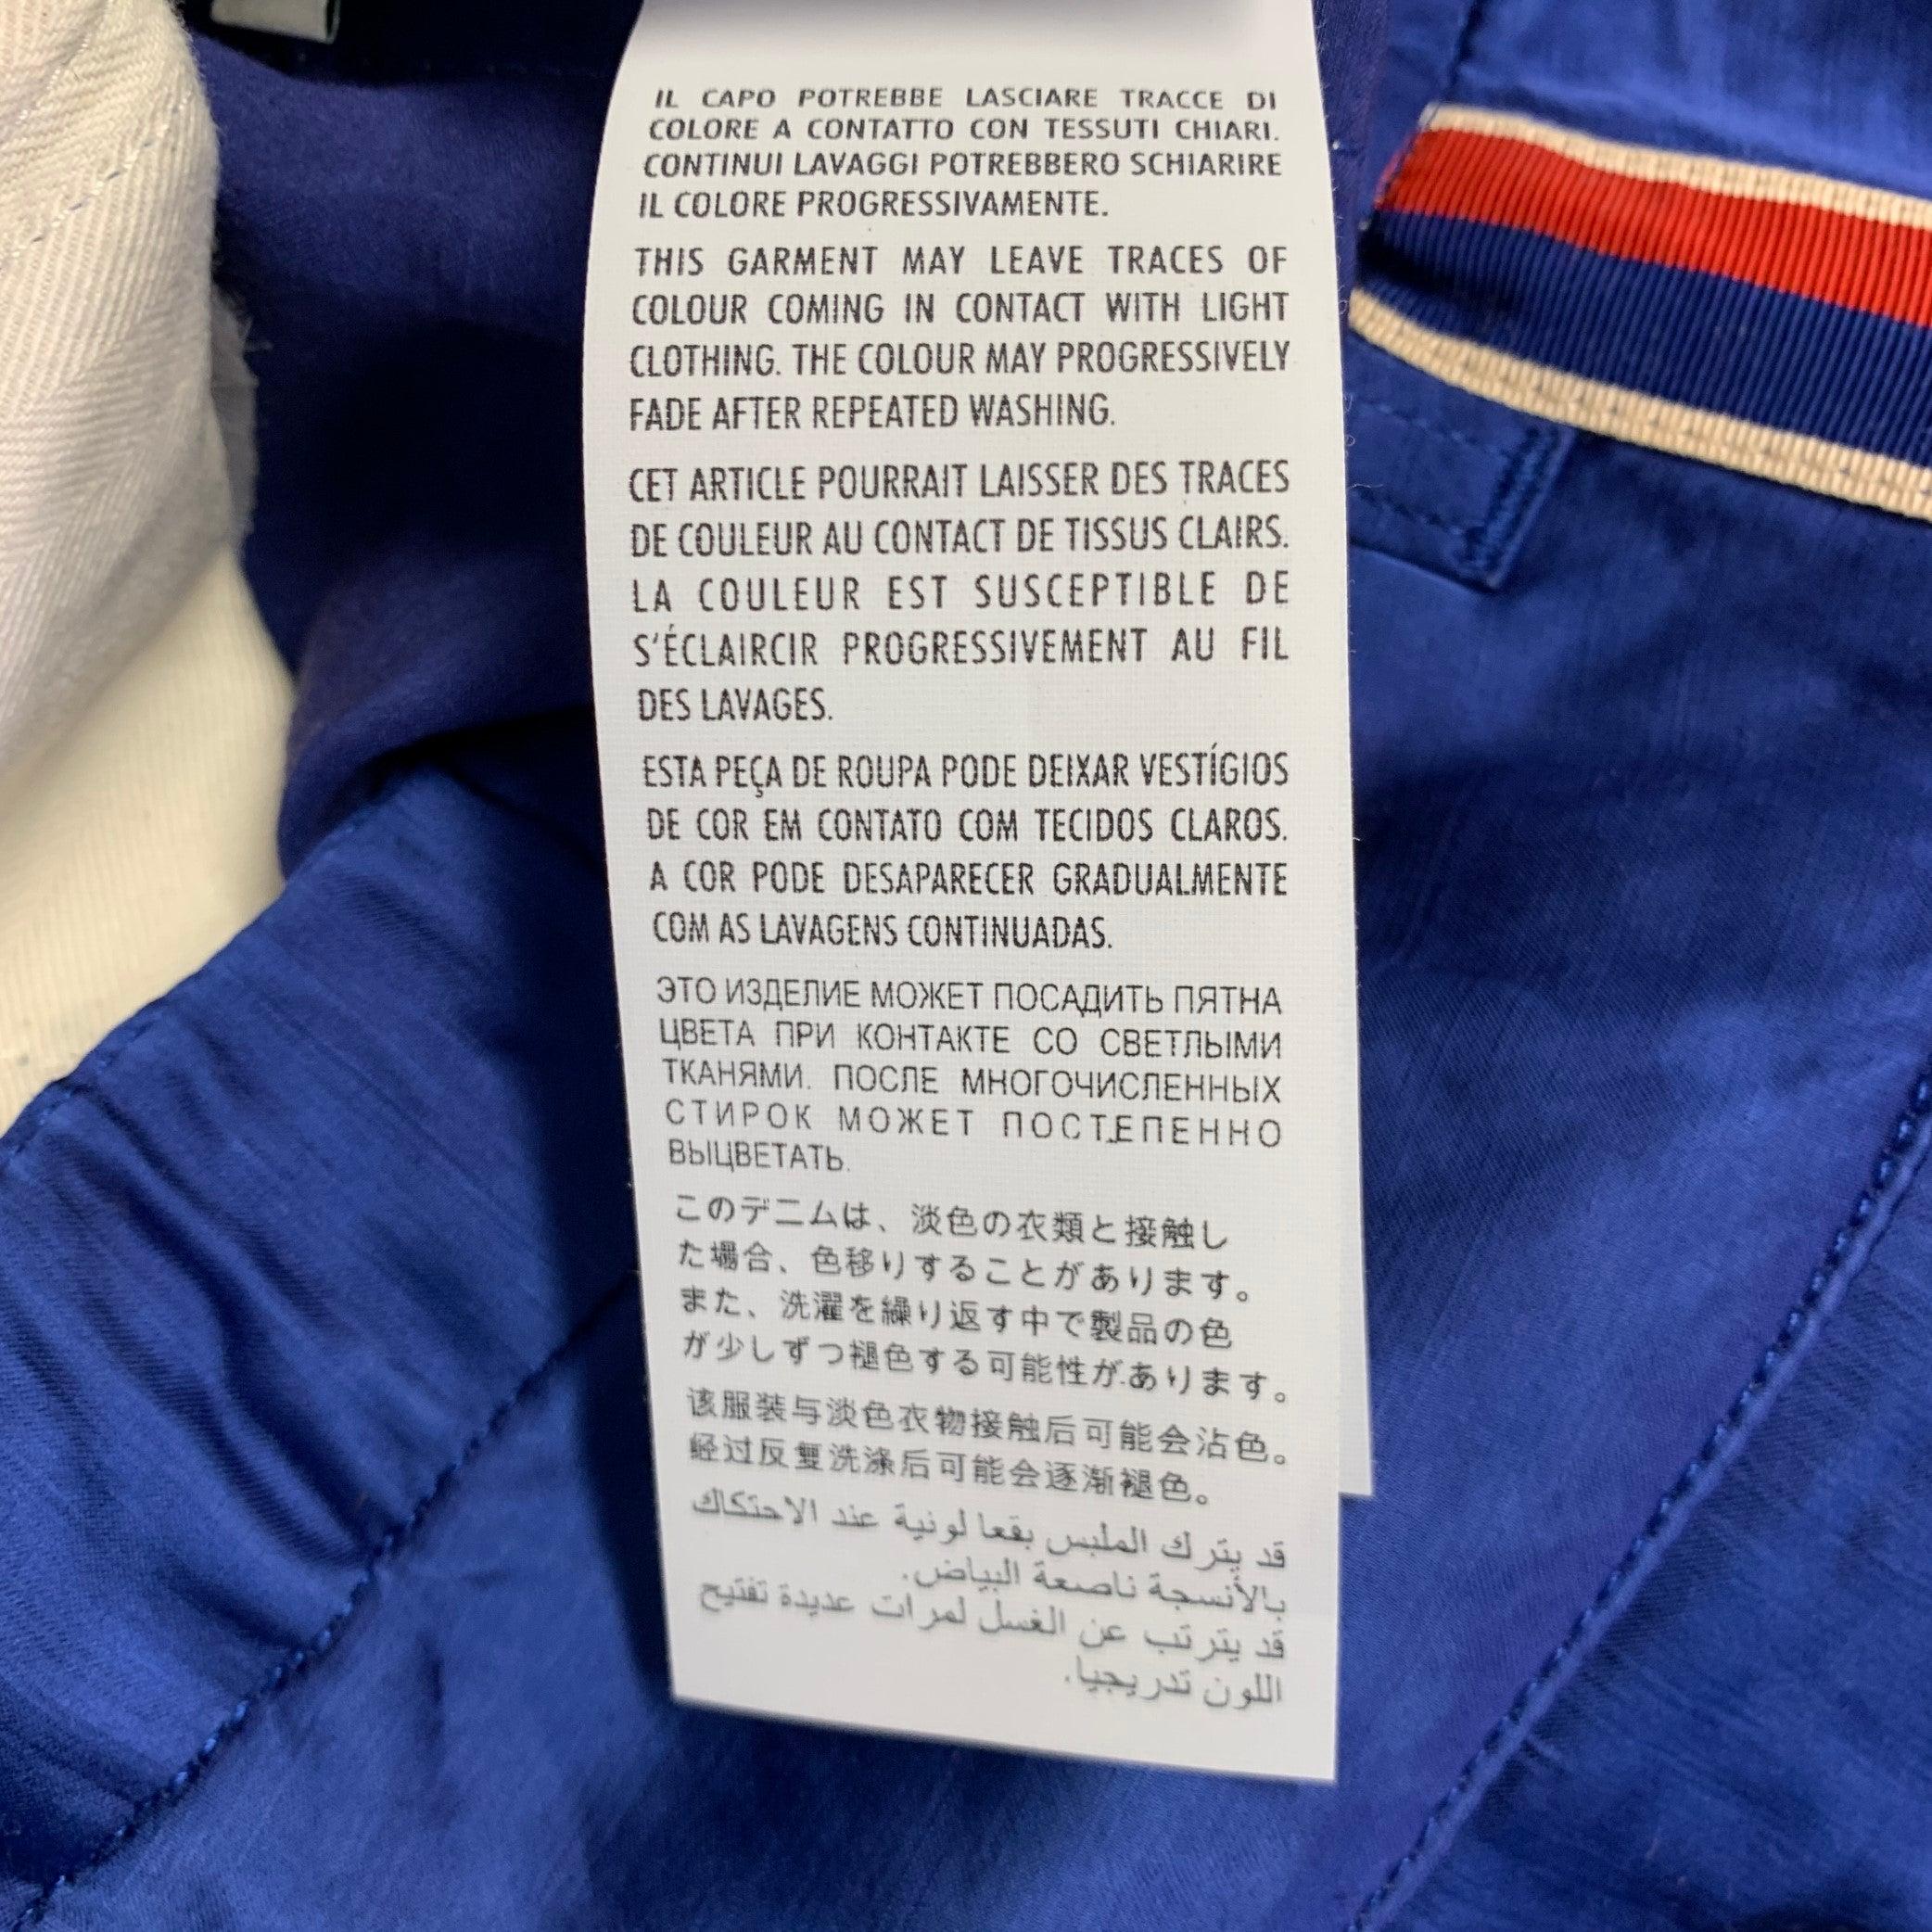 IL CAPO POTREBBE LASCIARE TRACCE DI
COLORE A CONTATTO CON TESSUTI CHIARI.
CONTINUI LAVAGGI POTREBBERO SCHIARIRE
IL COLORE PROGRESSIVAMENTE.
THIS GARMENT MAY LEAVE TRACES OF
COLOUR COMING IN CONTACT WITH LIGHT
CLOTHING. THE COLOUR MAY PROGRESSIVELY
FADE AFTER REPEATED WASHING.
CET ARTICLE POURRAIT LAISSER DES TRACES
DE COULEUR AU CONTACT DE TISSUS CLAIRS.
LA COULEUR EST SUSCEPTIBLE DE
S'ÉCLAIRCIR PROGRESSIVEMENT AU FIL
DES LAVAGES.
ESTA PEÇA DE ROUPA PODE DEIXAR VESTÍGIOS
DE COR EM CONTATO COM TECIDOS CLAROS.
A COR PODE DESAPARECER GRADUALMENTE
COM AS LAVAGENS CONTINUADAS.
ЭТО ИЗДЕЛИЕ МОЖЕТ ПОСАДИТЬ ПЯТНА
ЦВЕТА ПРИ КОНТАКТЕ СО СВЕТЛЫМИ
ТКАНЯМИ. ПОСЛЕ МНОГОЧИСЛЕННЫХ
СТИРОК МОЖЕТ ПОСТЕПЕННО
ВЫЦВЕТАТЬ.
このデニムは、淡色の衣類と接触し
た場合、色移りすることがあります。
また、洗濯を繰り返す中で製品の色
が少しずつ褪色する可能性があります。
该服装与淡色衣物接触后可能会沾色。
经过反复洗涤后可能会逐渐褪色。
قد يترك الملبس بقعا لونية عند الاحتكاك
بالأنسجة ناصعة البياض.
قد يترتب عن الغسل لمرات عديدة تفتيح
اللون تدريجيا.